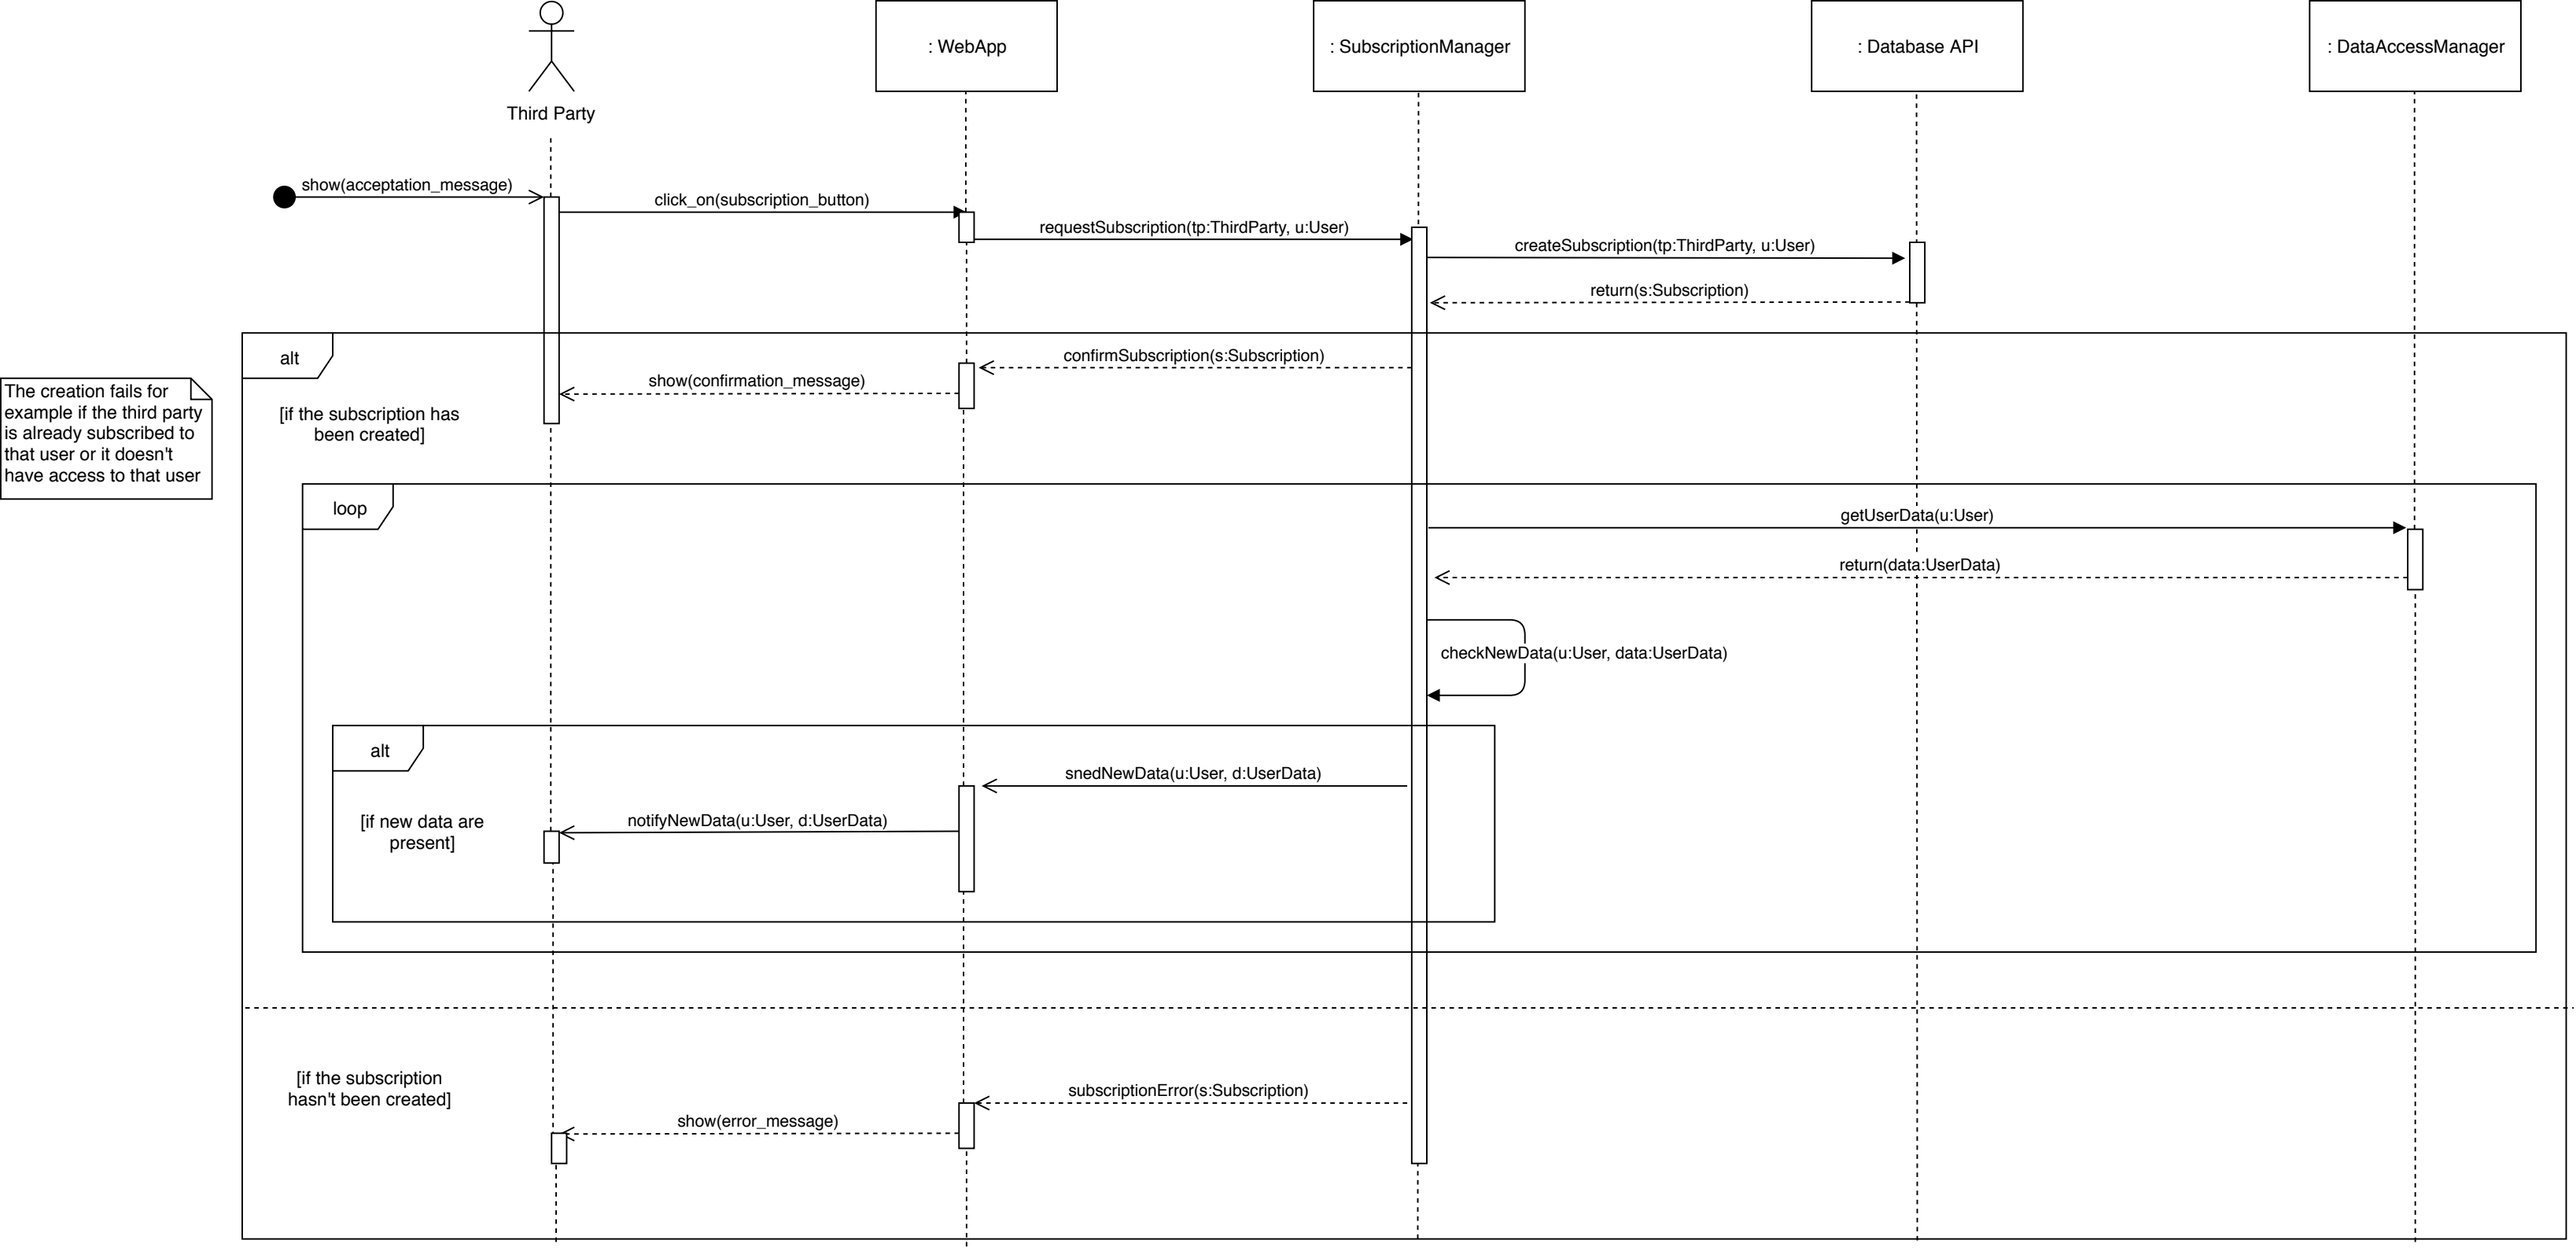 : WebApp
: SubscriptionManager
: Database API
: DataAccessManager
Third Party
show(acceptation_message)
click_on(subscription_button)
requestSubscription(tp:ThirdParty, u:User)
createSubscription(tp:ThirdParty, u:User)
return(s:Subscription)
alt
confirmSubscription(s:Subscription)
show(confirmation_message)
The creation fails for
example if the third party
is already subscribed to
that user or it doesn't
have access to that user
[if the subscription has
been created]
loop
getUserData(u:User)
return(data:UserData)
checkNewData(u:User, data:UserData)
alt
snedNewData(u:User, d:UserData)
notifyNewData(u:User, d:UserData)
[if new data are
present]
[if the subscription
hasn't been created]
subscriptionError(s:Subscription)
show(error_message)